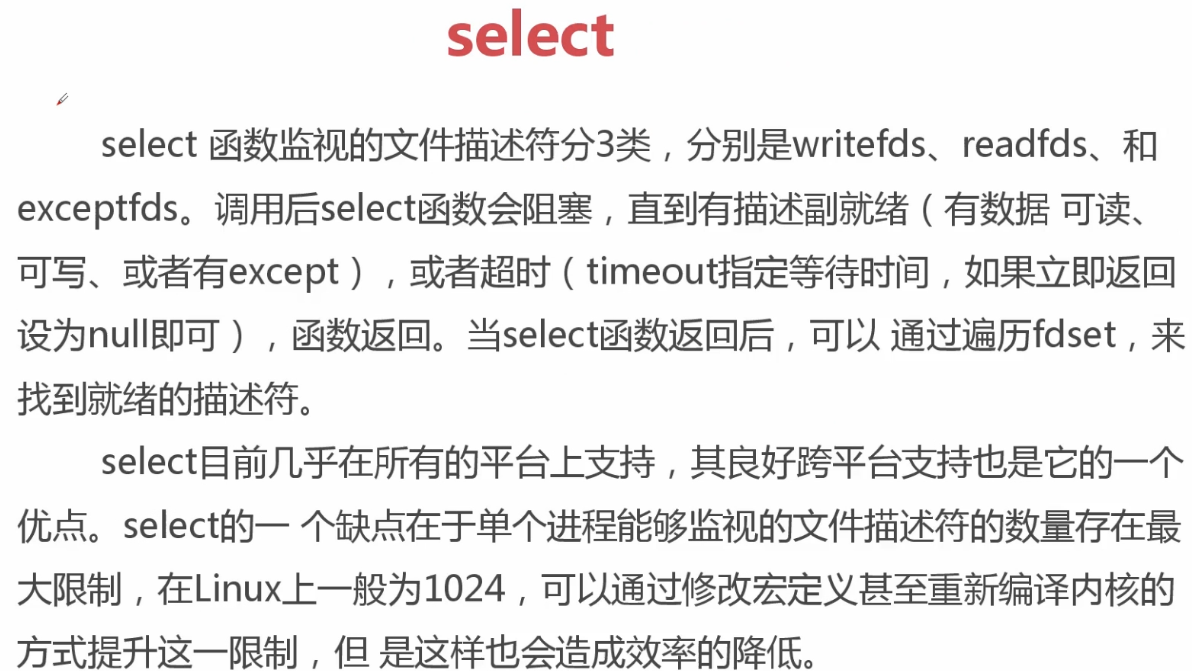 select
select 函数监视的文件描述符分3类，分别是writefds、readfds、和
exceptfds。调用后select函数会阻塞，直到有描述副就绪（有数据 可读、
可写、或者有except），或者超时（timeout指定等待时间，如果立即返回
设为null即可），函数返回。当select函数返回后，可以 通过遍历fdset，来
找到就绪的描述符。
select目前几乎在所有的平台上支持，其良好跨平台支持也是它的一个
优点。select的一 个缺点在于单个进程能够监视的文件描述符的数量存在最
大限制，在Linux上一般为1024，可以通过修改宏定义甚至重新编译内核的
方式提升这一限制，但 是这样也会造成效率的降低。